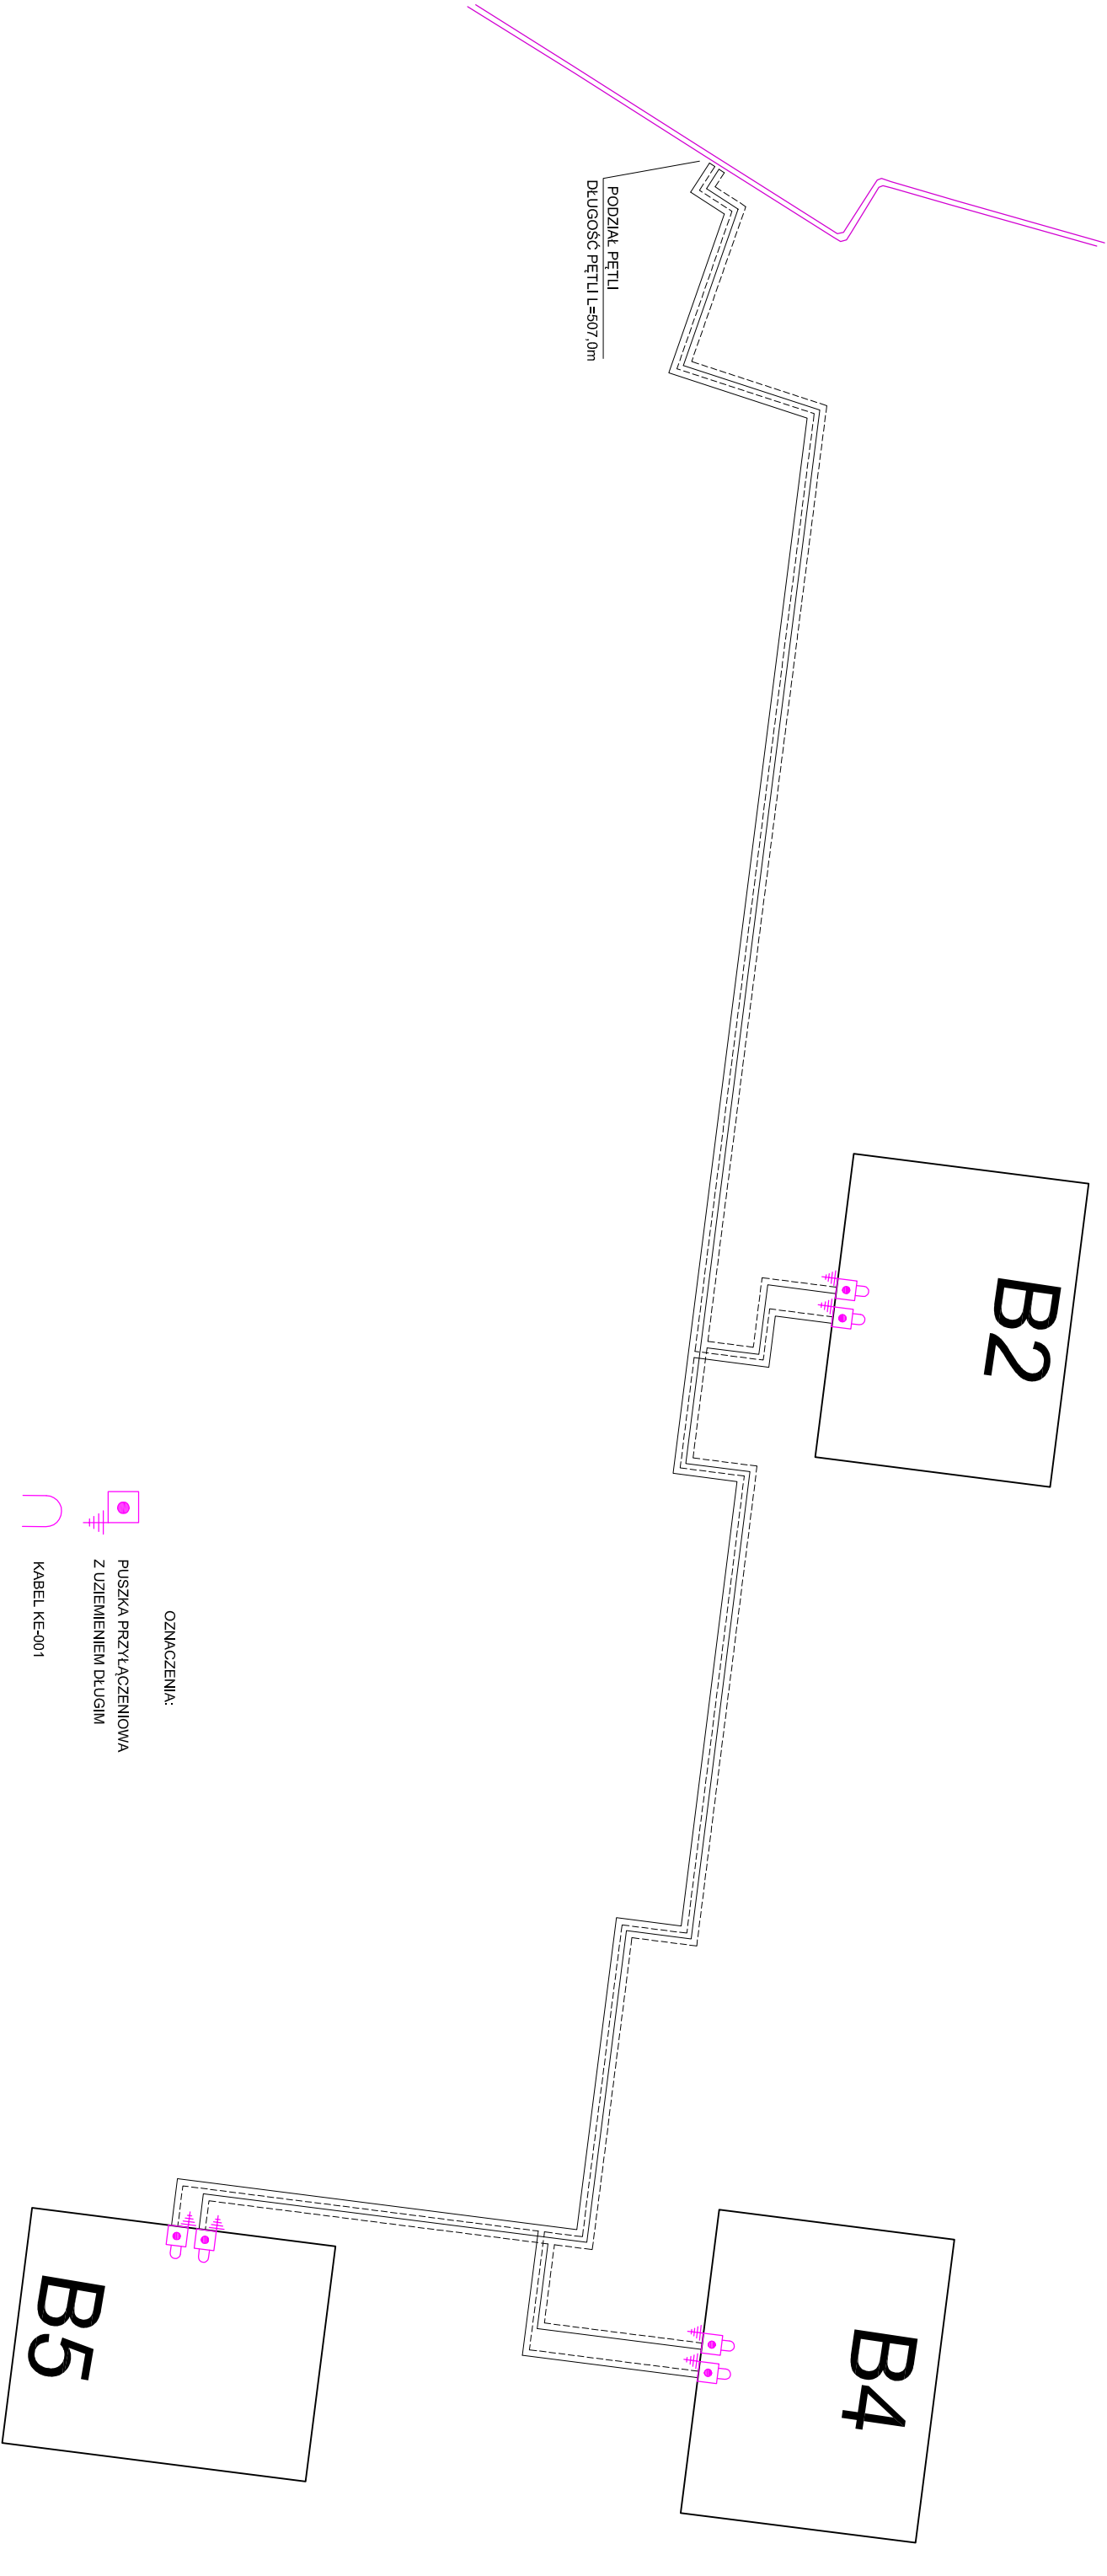 PODZIAŁ PĘTLI
DŁUGOŚĆ PĘTLI L=507,0m
B2
B4
B5
OZNACZENIA:
PUSZKA PRZYŁĄCZENIOWA
Z UZIEMIENIEM DŁUGIM
KABEL KE-001